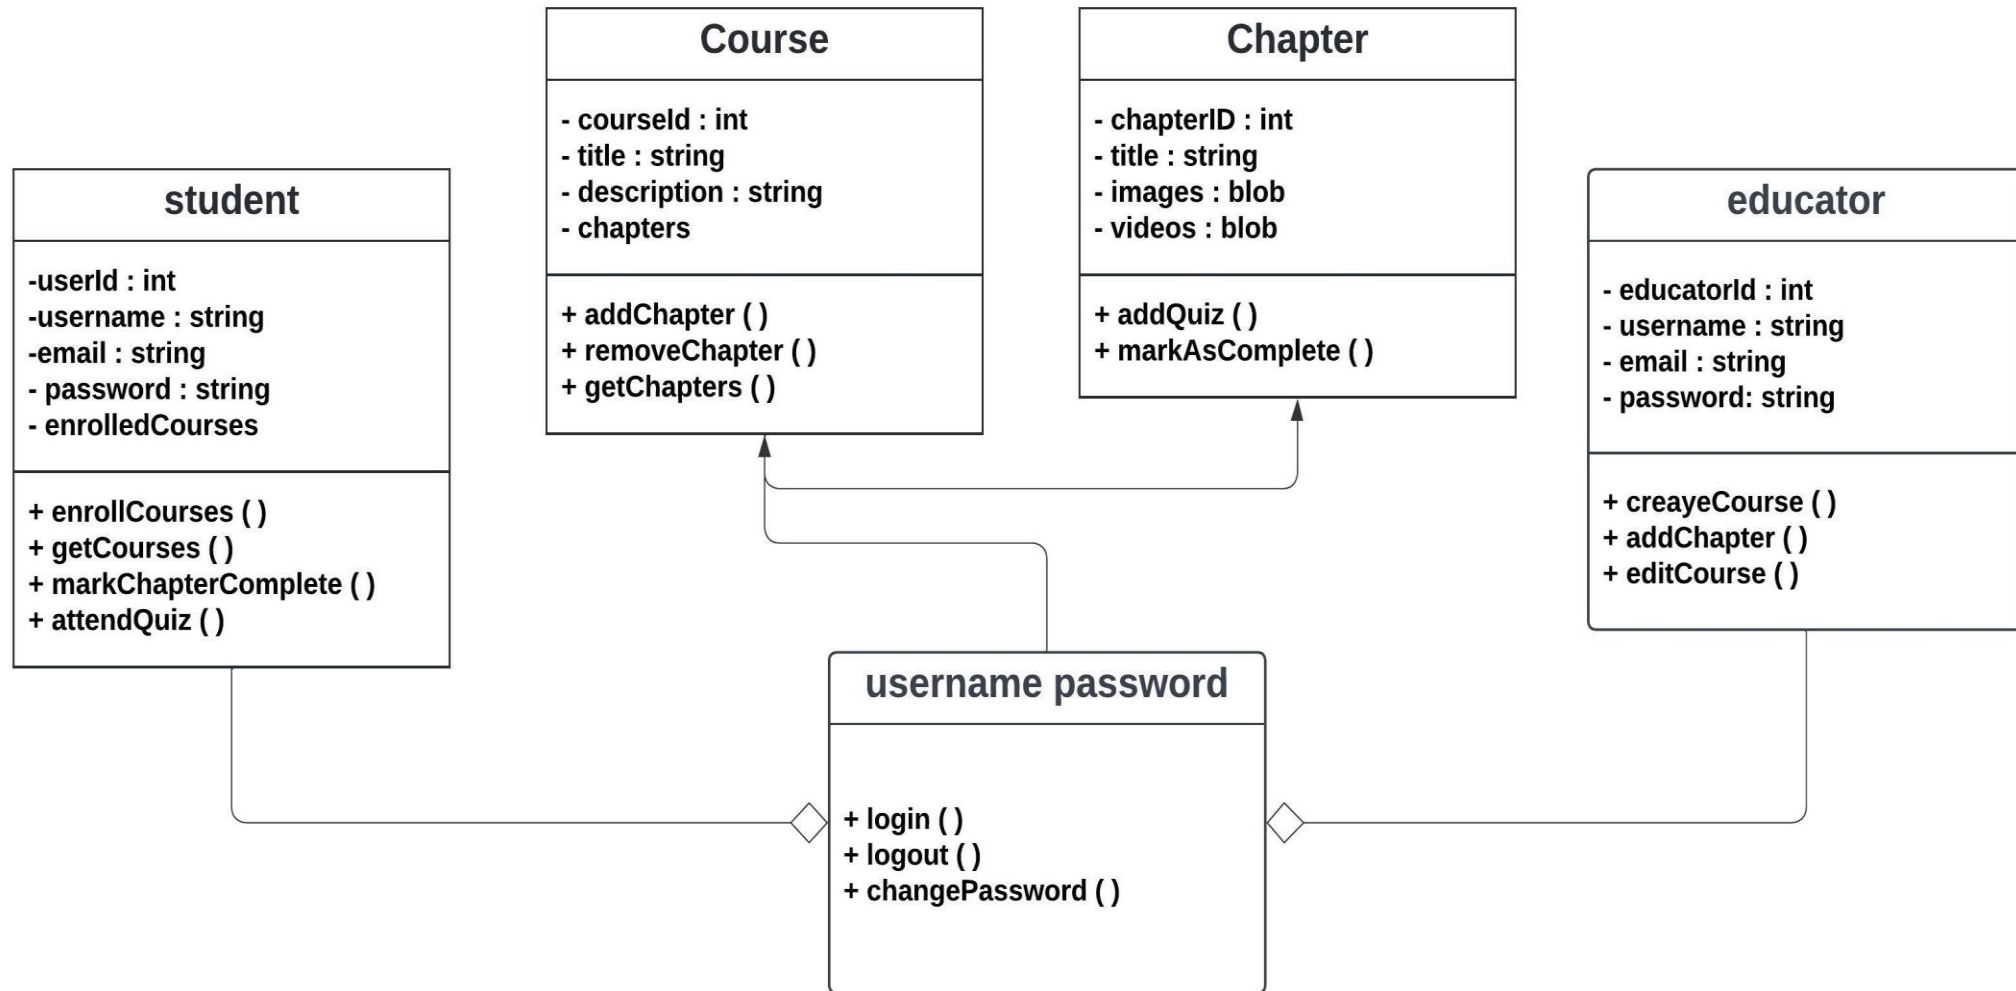 Course
- courseId : int
- title : string
- description : string
- chapters
+ addChapter ( )
+ removeChapter ( )
+ getChapters ( )
Chapter
- chapterID : int
- title : string
- images : blob
- videos : blob
+ addQuiz ( )
+ markAsComplete ( )
student
-userId : int
-username : string
-email : string
- password : string
- enrolledCourses
+ enrollCourses ( )
+ getCourses ( )
+ markChapterComplete ( )
+ attendQuiz ( )
educator
- educatorId : int
- username : string
- email : string
- password: string
+ creayeCourse ( )
+ addChapter ( )
+ editCourse ( )
username password
+ login ( )
+ logout ( )
+ changePassword ( )